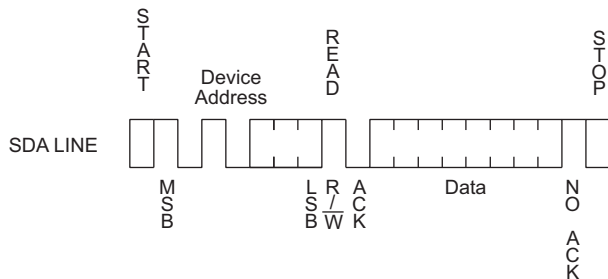 START
READ
STOP
Device
Address
SDA LINE
MSB
LSB
R/W
ACK
Data
NO ACK